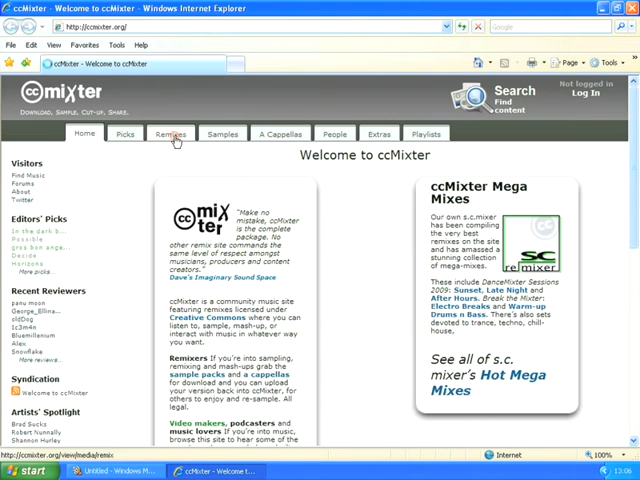 ccMixter - Welcome to ccMixter - Windows Internet Explorer
http://ccmixter.org/
File Edit View Favorites Tools Help
ccMixter - Welcome to ccMixter
Page Tools
cc mixter
DOWNLOAD, SAMPLE, CUT-UP, SHARE.
Search
Find content
Not logged in
Log In
Home Picks Remixes Samples A Cappellas People Extras Playlists
Welcome to ccMixter
Visitors
Find Music
Forums
About
Twitter
Editors' Picks
In the dark b...
Possible
gros bon ange...
Decide
Horizons
More picks...
Recent Reviewers
panu moon
George_Ellina...
oldDog
1c3m4n
Bluemillenium
Alex
Snowflake
More reviews...
Syndication
Welcome to ccMixter
Artists' Spotlight
Brad Sucks
Robert Nunnally
Shannon Hurley
cc mixter
"Make no
mistake, ccMixter
is the complete
package. No
other remix site commands the
same level of respect amongst
musicians, producers and content
creators."
Dave's Imaginary Sound Space
ccMixter is a community music site
featuring remixes licensed under
Creative Commons where you can
listen to, sample, mash-up, or
interact with music in whatever way
you want.
Remixers If you're into sampling,
remixing and mash-ups grab the
sample packs and a cappellas
for download and you can upload
your version back into ccMixter, for
others to enjoy and re-sample. All
legal.
Video makers, podcasters and
music lovers If you're into music,
browse this site to hear some of the
ccMixter Mega
Mixes
Our own s.c.mixer
has been compiling
the very best
remixes on the site
and has amassed a
stunning collection
of mega-mixes.
sc
remixer
These include DanceMixter Sessions
2009: Sunset, Late Night and
After Hours. Break the Mixter:
Electro Breaks and Warm-up
Drums n Bass. There's also sets
devoted to trance, techno, chill-
house,
See all of s.c.
mixer's Hot Mega
Mixes
http://ccmixter.org/view/media/remix
Internet
100%
start
Untitled - Windows M...
ccMixter - Welcome t...
13:06